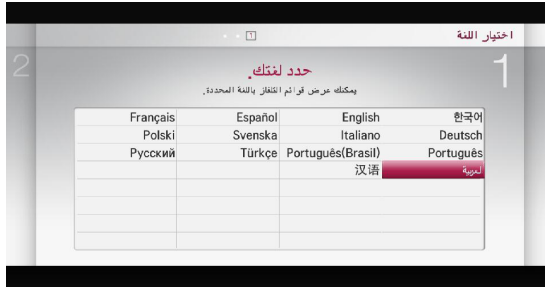 اختيار اللغة
1
2
1
حدد لغتك.
يمكنك عرض قوائم التلفاز باللغة المحددة.
한국어 English Español Français
Deutsch Italiano Svenska Polski
Português Português(Brasil) Türkçe Русский
العربية 汉语